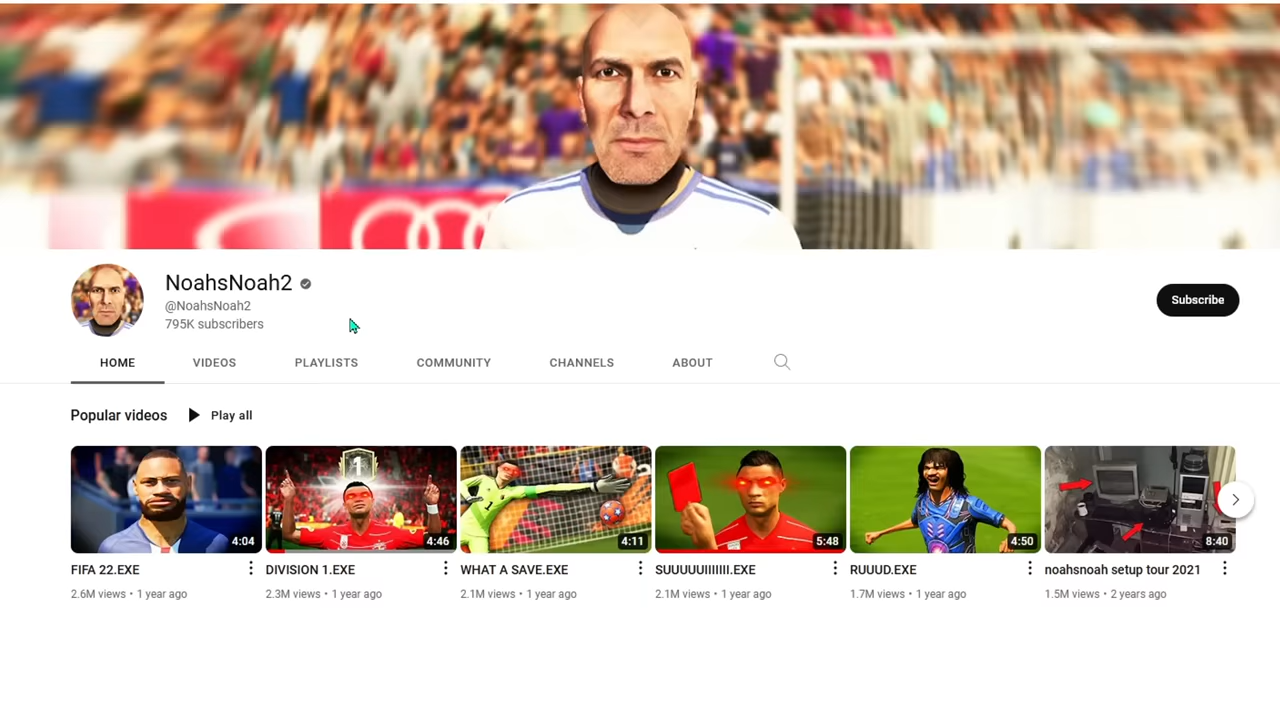 NoahsNoah2
@NoahsNoah2
795K subscribers
Subscribe
HOME VIDEOS PLAYLISTS COMMUNITY CHANNELS ABOUT
Popular videos Play all
1
4:04 4:46 4:11 5:48 4:50 8:40
FIFA 22.EXE DIVISION 1.EXE WHAT A SAVE.EXE SUUUUUIIIIIII.EXE RUUUD.EXE noahsnoah setup tour 2021
2.6M views • 1 year ago 2.3M views • 1 year ago 2.1M views • 1 year ago 2.1M views • 1 year ago 1.7M views • 1 year ago 1.5M views • 2 years ago